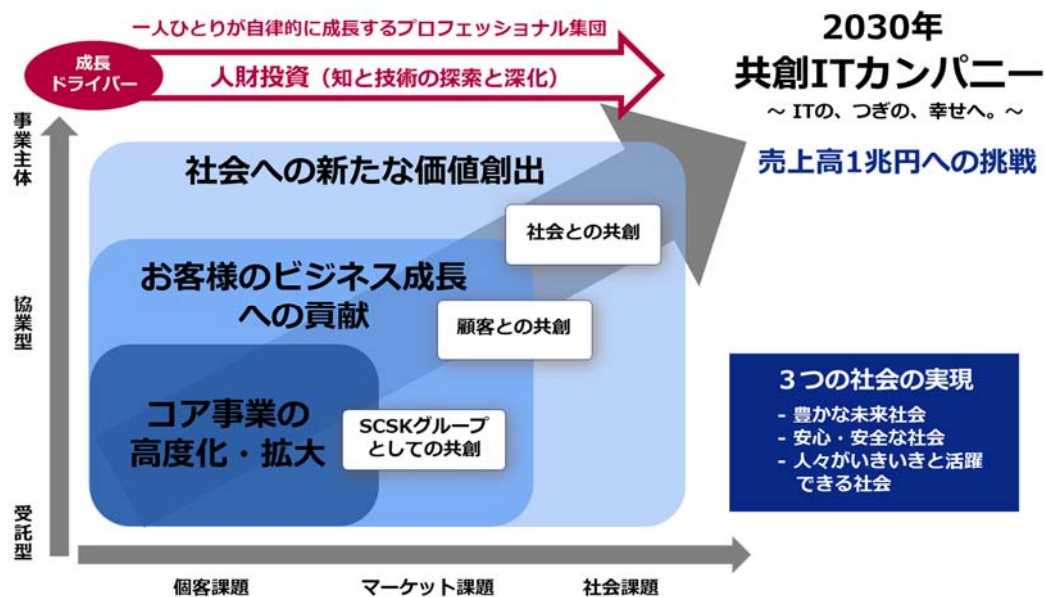 一人ひとりが自律的に成長するプロフェッショナル集団
成長
ドライバー
人財投資（知と技術の探索と深化）
2030年
共創ITカンパニー
～ ITの、つぎの、幸せへ。～
売上高1兆円への挑戦
事業主体
社会への新たな価値創出
社会との共創
お客様のビジネス成長
への貢献
協業型
顧客との共創
コア事業の
高度化・拡大
SCSKグループ
としての共創
3つの社会の実現
- 豊かな未来社会
- 安心・安全な社会
- 人々がいきいきと活躍
できる社会
受託型
個客課題
マーケット課題
社会課題